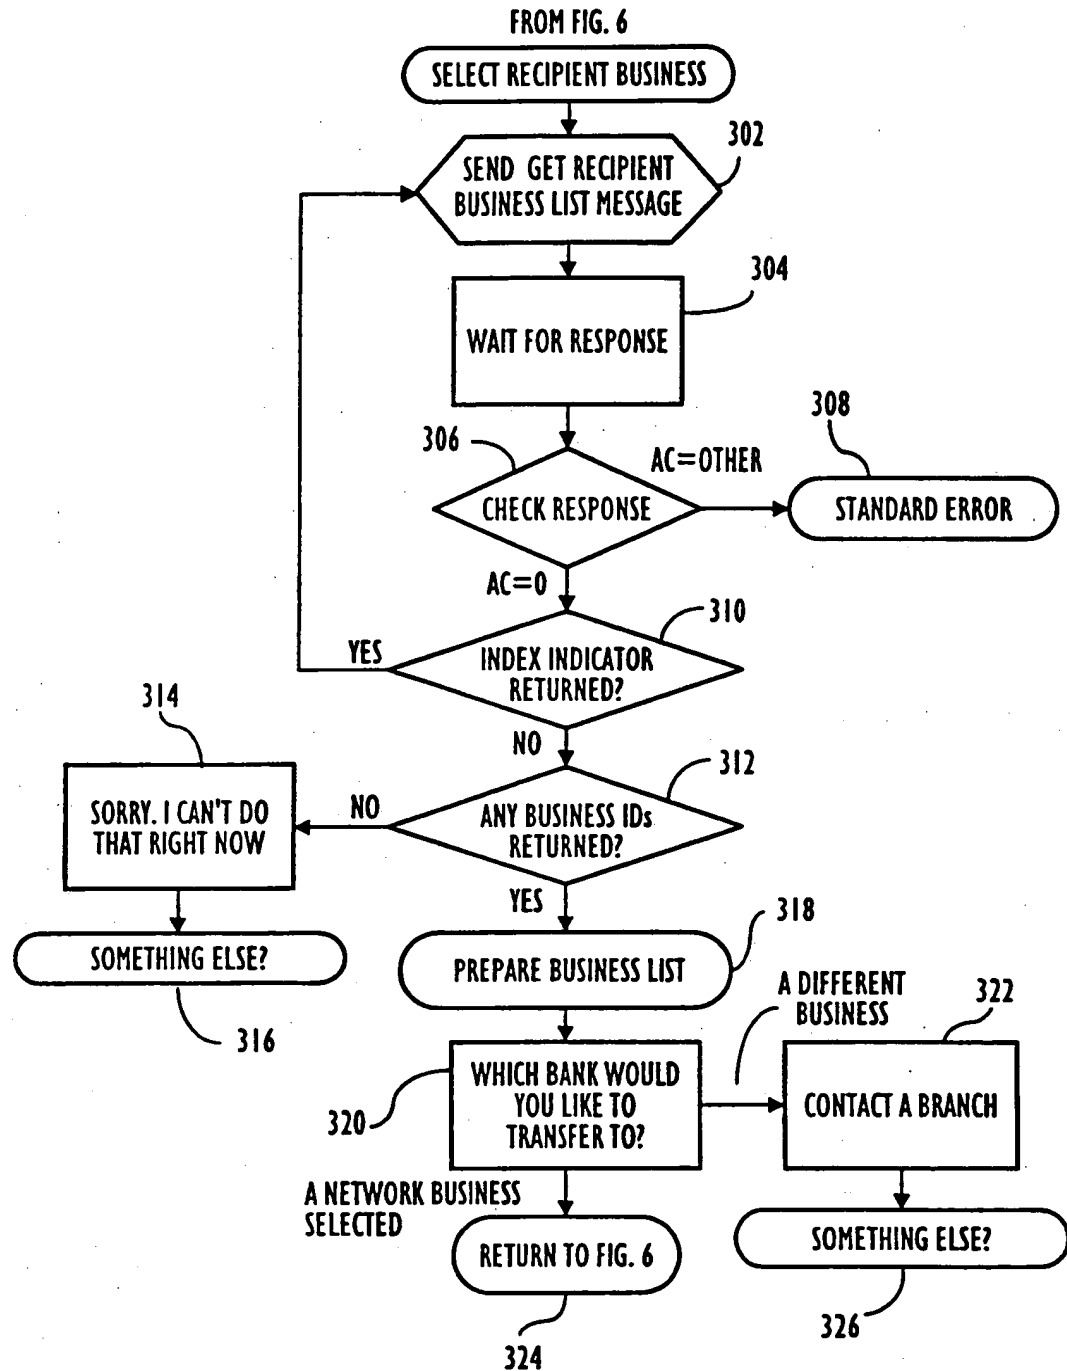 FROM FIG. 6
SELECT RECIPIENT BUSINESS
302
SEND GET RECIPIENT
BUSINESS LIST MESSAGE
304
WAIT FOR RESPONSE
306
AC=OTHER
308
CHECK RESPONSE
STANDARD ERROR
AC=0
310
YES
INDEX INDICATOR
RETURNED?
314
NO
312
SORRY. I CAN'T DO
THAT RIGHT NOW
NO
ANY BUSINESS IDs
RETURNED?
YES
318
SOMETHING ELSE?
316
PREPARE BUSINESS LIST
A DIFFERENT
BUSINESS
322
320
WHICH BANK WOULD
YOU LIKE TO
TRANSFER TO?
CONTACT A BRANCH
A NETWORK BUSINESS
SELECTED
RETURN TO FIG. 6
324
SOMETHING ELSE?
326